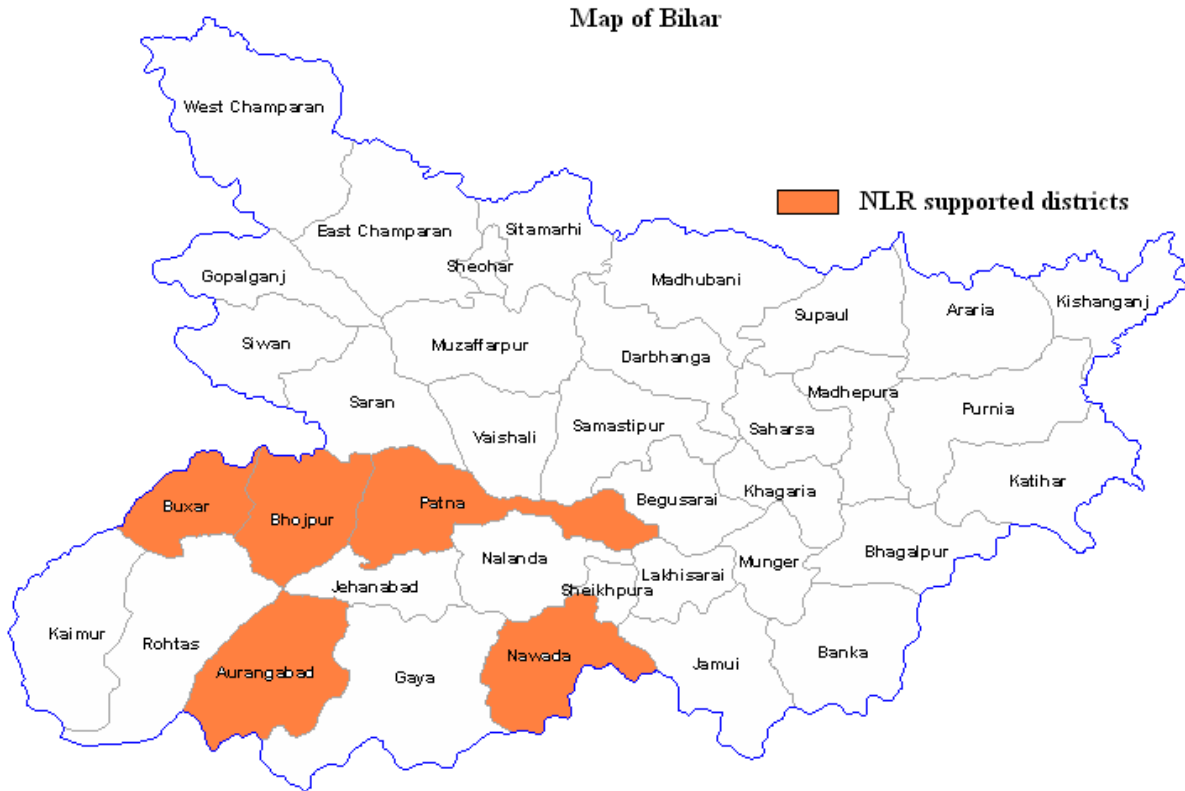 Map of Bihar
West Champaran
NLR supported districts
East Champaran
Sitamarhi
Sheohar
Gopalganj
Madhubani
Supaul
Araria
Kishanganj
Siwan
Muzaffarpur
Darbhanga
Madhepura
Saran
Vaishali
Samastipur
Saharsa
Purnia
Katihar
Buxar
Bhojpur
Patna
Begusarai
Khagaria
Nalanda
Jehanabad
Sheikhpura
Lakhisarai
Munger
Bhagalpur
Kaimur
Rohtas
Aurangabad
Gaya
Nawada
Jamui
Banka